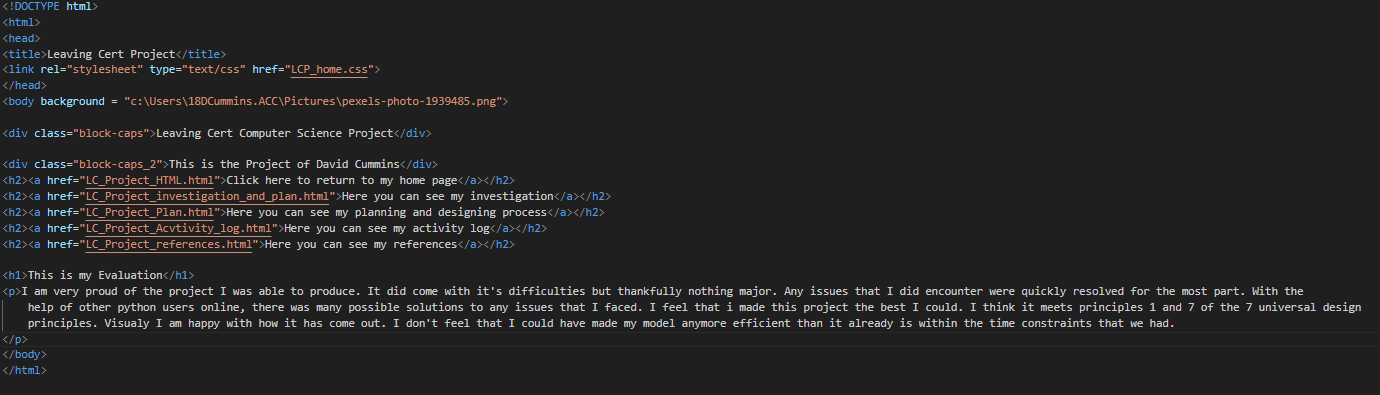 <!DOCTYPE html>
<html>
<head>
<title>Leaving Cert Project</title>
<link rel="stylesheet" type="text/css" href="LCP_home.css">
</head>
<body background = "c:\Users\18DCummins.ACC\Pictures\pexels-photo-1939485.png">
<div class="block-caps">Leaving Cert Computer Science Project</div>
<div class="block-caps_2">This is the Project of David Cummins</div>
<h2><a href="LC_Project_HTML.html">Click here to return to my home page</a></h2>
<h2><a href="LC_Project_investigation_and_plan.html">Here you can see my investigation</a></h2>
<h2><a href="LC_Project_Plan.html">Here you can see my planning and designing process</a></h2>
<h2><a href="LC_Project_Acvtivity_log.html">Here you can see my activity log</a></h2>
<h2><a href="LC_Project_references.html">Here you can see my references</a></h2>
<h1>This is my Evaluation</h1>
<p>I am very proud of the project I was able to produce. It did come with it's difficulties but thankfully nothing major. Any issues that I did encounter were quickly resolved for the most part. With the
help of other python users online, there was many possible solutions to any issues that I faced. I feel that i made this project the best I could. I think it meets principles 1 and 7 of the 7 universal design
principles. Visualy I am happy with how it has come out. I don't feel that I could have made my model anymore efficient than it already is within the time constraints that we had.
</p>
</body>
</html>